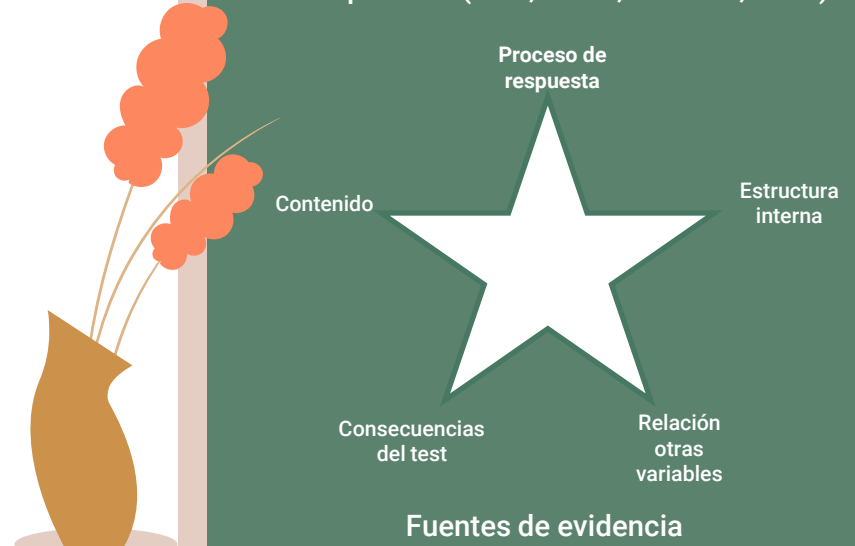 Proceso de
respuesta
Contenido
Estructura
interna
Consecuencias
del test
Relación
otras
variables
Fuentes de evidencia